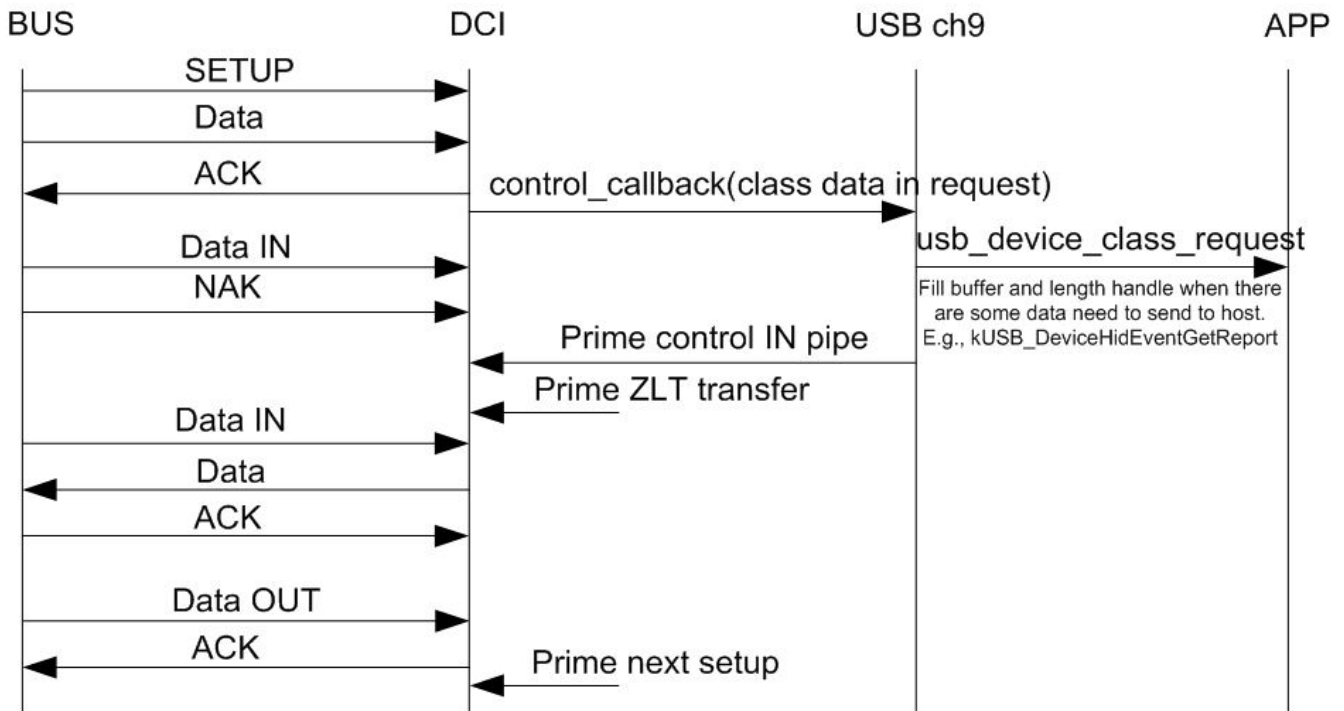 BUS DCI USB ch9 APP
SETUP
Data
ACK
control_callback(class data in request)
usb_device_class_request
Data IN
NAK
Fill buffer and length handle when there
are some data need to send to host.
E.g., kUSB_DeviceHidEventGetReport
Prime control IN pipe
Prime ZLT transfer
Data IN
Data
ACK
Data OUT
ACK
Prime next setup